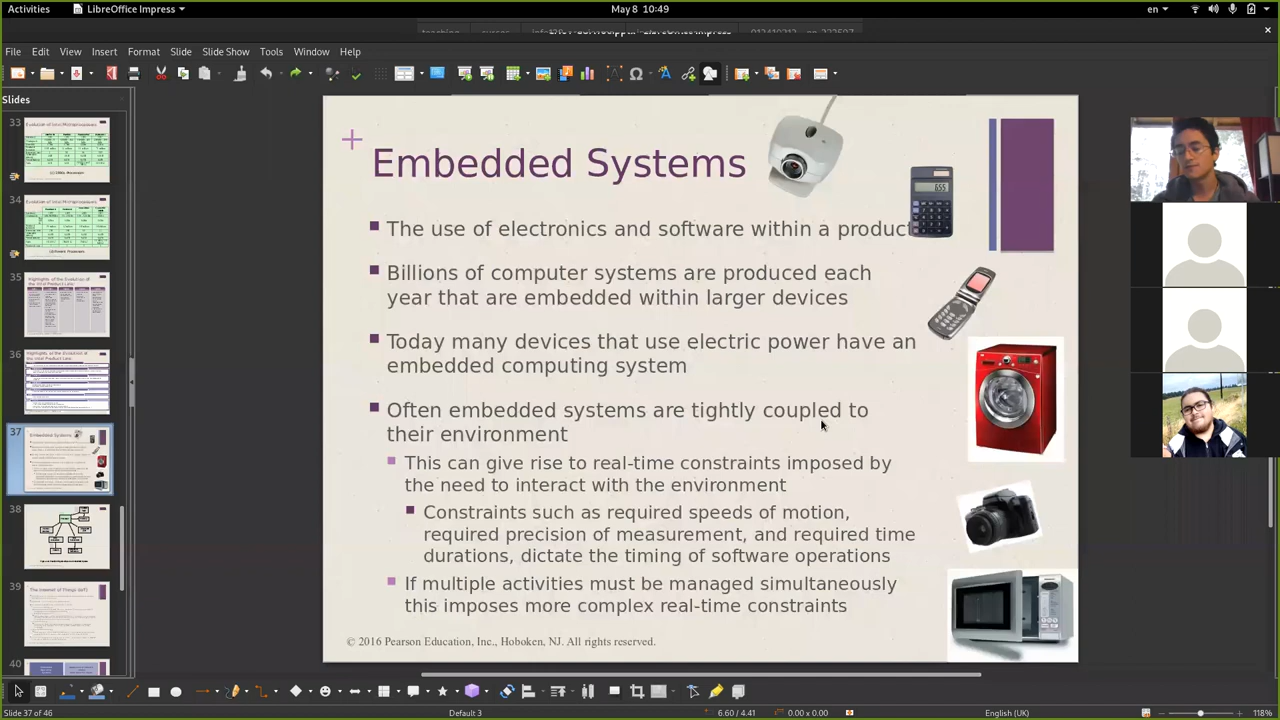 Activities
LibreOffice Impress
May 8 10:49
en
File Edit View Insert Format Slide Slide Show Tools Window Help
Slides
33
34
35
36
37
38
39
40
+
Embedded Systems
The use of electronics and software within a product
Billions of computer systems are produced each
year that are embedded within larger devices
Today many devices that use electric power have an
embedded computing system
Often embedded systems are tightly coupled to
their environment
This can give rise to real-time constraints imposed by
the need to interact with the environment
Constraints such as required speeds of motion,
required precision of measurement, and required time
durations, dictate the timing of software operations
If multiple activities must be managed simultaneously
this imposes more complex real-time constraints
© 2016 Pearson Education, Inc., Hoboken, NJ. All rights reserved.
Slide 37 of 46
Default 3
6.60 / 4.41
0.00 x 0.00
English (UK)
118%